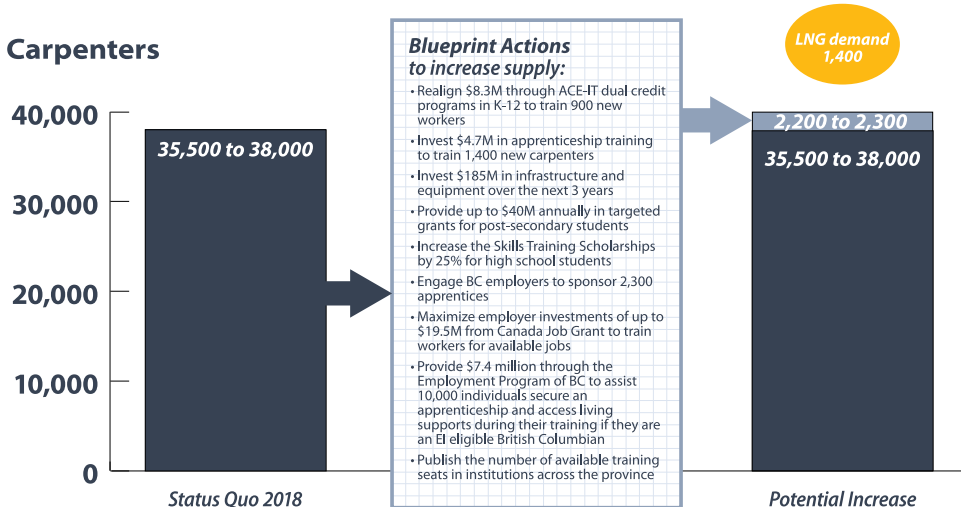 Carpenters
40,000
30,000
20,000
10,000
0
35,500 to 38,000
Status Quo 2018
Blueprint Actions
to increase supply:
• Realign $8.3M through ACE-IT dual credit
programs in K-12 to train 900 new
workers
• Invest $4.7M in apprenticeship training
to train 1,400 new carpenters
• Invest $185M in infrastructure and
equipment over the next 3 years
• Provide up to $40M annually in targeted
grants for post-secondary students
• Increase the Skills Training Scholarships
by 25% for high school students
• Engage BC employers to sponsor 2,300
apprentices
• Maximize employer investments of up to
$19.5M from Canada Job Grant to train
workers for available jobs
• Provide $7.4 million through the
Employment Program of BC to assist
10,000 individuals secure an
apprenticeship and access living
supports during their training if they are
an EI eligible British Columbian
• Publish the number of available training
seats in institutions across the province
LNG demand
1,400
2,200 to 2,300
35,500 to 38,000
Potential Increase